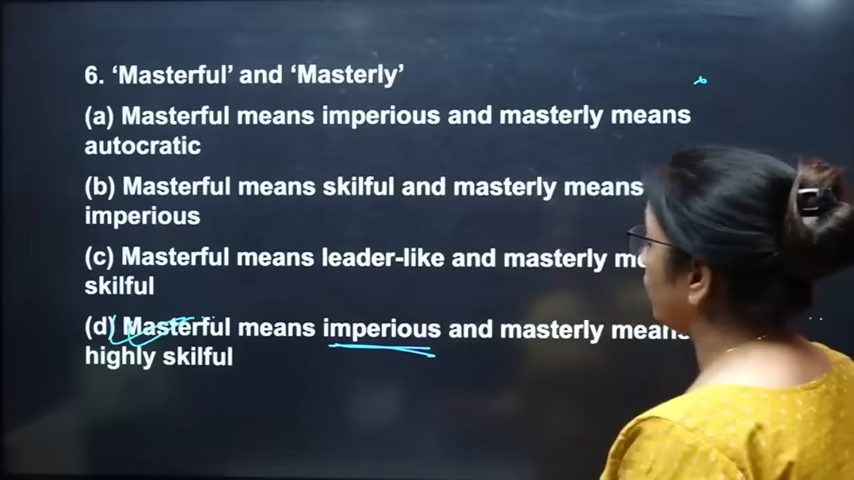 6. ‘Masterful’ and ‘Masterly’
(a) Masterful means imperious and masterly means
autocratic
(b) Masterful means skilful and masterly means
imperious
(c) Masterful means leader-like and masterly
skilful
(d) Masterful means imperious and masterly means
highly skilful